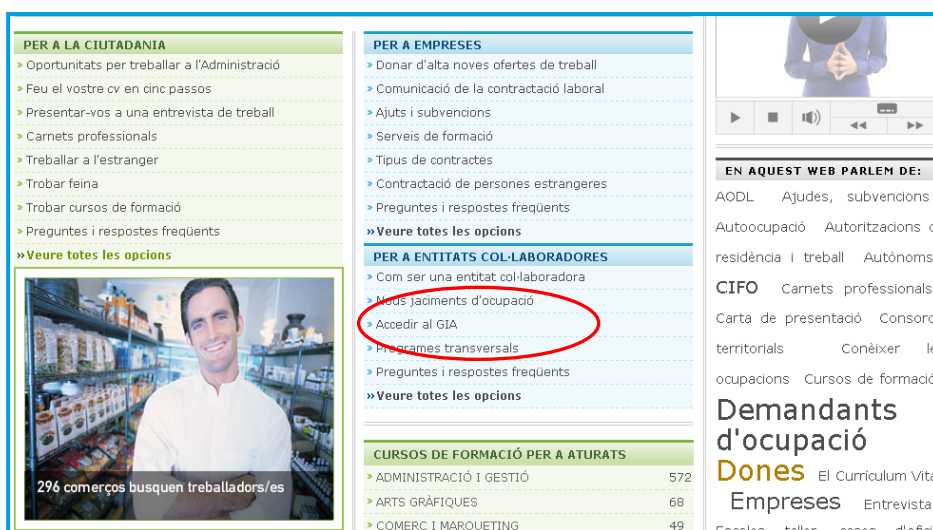 PER A LA CIUTADANIA
» Oportunitats per treballar a l'Administració
» Feu el vostre cv en cinc passos
» Presentar-vos a una entrevista de treball
» Carnets professionals
» Treballar a l'estranger
» Trobar feina
» Trobar cursos de formació
» Preguntes i respostes freqüents
» Veure totes les opcions
296 comerços busquen treballadors/es
PER A EMPRESES
» Donar d'alta noves ofertes de treball
» Comunicació de la contractació laboral
» Ajuts i subvencions
» Serveis de formació
» Tipus de contractes
» Contractació de persones estrangeres
» Preguntes i respostes freqüents
» Veure totes les opcions
PER A ENTITATS COL·LABORADORES
» Com ser una entitat col·laboradora
» Nous jaciments d'ocupació
» Accedir al GIA
» Programes transversals
» Preguntes i respostes freqüents
» Veure totes les opcions
CURSOS DE FORMACIÓ PER A ATURATS
» ADMINISTRACIÓ I GESTIÓ 572
» ARTS GRÀFIQUES 68
» COMERÇ I MÀRQUETING 49
EN AQUEST WEB PARLEM DE:
AODL Ajudes, subvencions
Autoocupació Autoritzacions
residència i treball Autònoms
CIFO Carnets professionals
Carta de presentació
territorials Conèixer
ocupacions Cursos de formació
Demandants
d'ocupació
Dones El Currículum
Empreses Entrevista